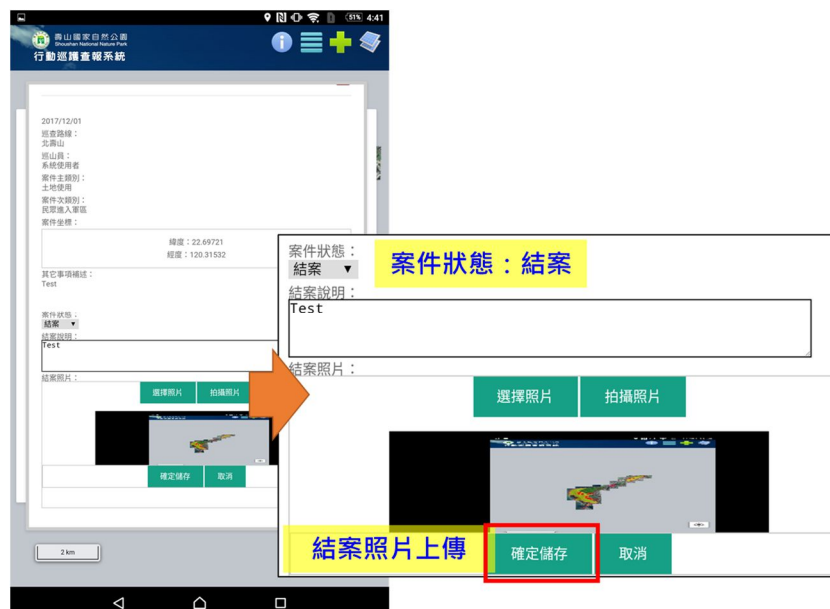 51% 4:41
壽山國家自然公園
Shoushan National Nature Park
行動巡護查報系統
2017/12/01
巡查路線：
北壽山
巡山員：
系統使用者
案件主類別：
土地使用
案件次類別：
民眾進入軍區
案件坐標：
緯度：22.69721
經度：120.31532
其它事項補述：
Test
案件狀態：
結案
結案說明：
Test
結案照片：
選擇照片 拍攝照片
確定儲存 取消
2 km
案件狀態：
結案
案件狀態：結案
結案說明：
Test
結案照片：
選擇照片 拍攝照片
結案照片上傳
確定儲存 取消